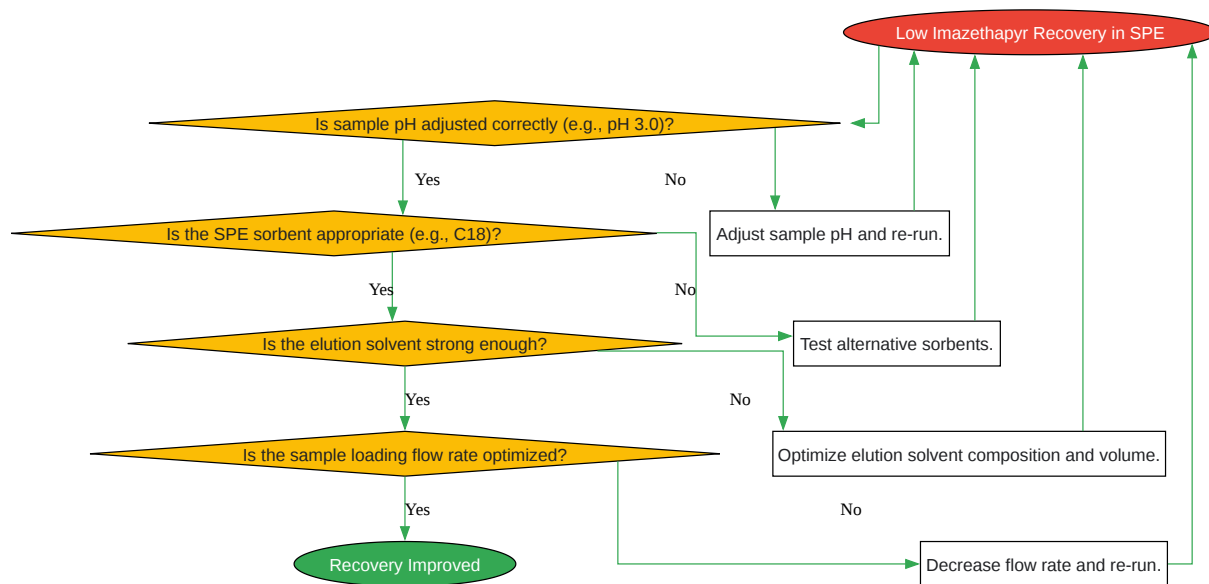 Low Imazethapyr Recovery in SPE
Is sample pH adjusted correctly (e.g., pH 3.0)?
Yes
No
Is the SPE sorbent appropriate (e.g., C18)?
Adjust sample pH and re-run.
Yes
No
Is the elution solvent strong enough?
Test alternative sorbents.
Yes
No
Is the sample loading flow rate optimized?
Optimize elution solvent composition and volume.
Yes
No
Recovery Improved
Decrease flow rate and re-run.